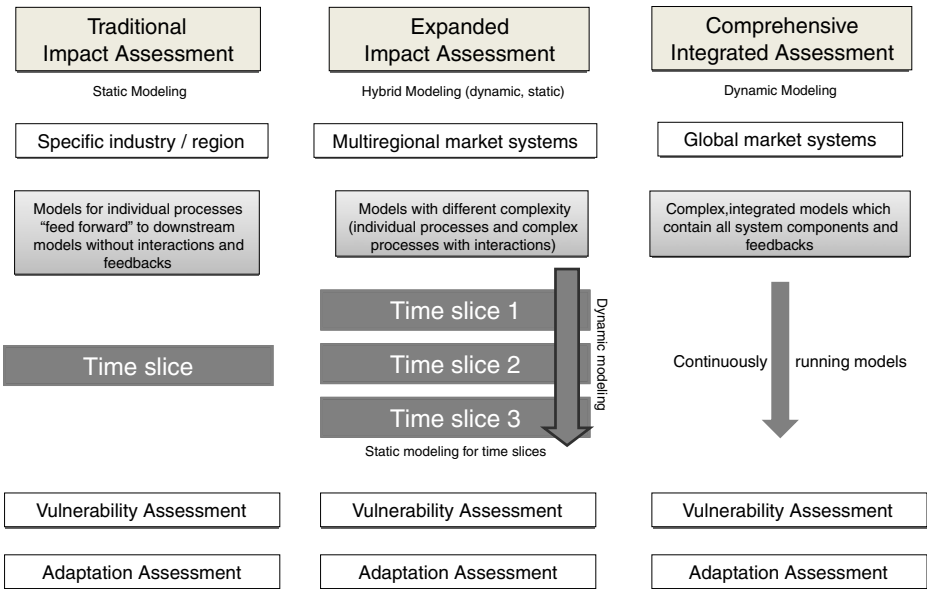 Traditional
Impact Assessment
Static Modeling
Specific industry / region
Models for individual processes
“feed forward” to downstream
models without interactions and
feedbacks
Time slice
Vulnerability Assessment
Adaptation Assessment
Expanded
Impact Assessment
Hybrid Modeling (dynamic, static)
Multiregional market systems
Models with different complexity
(individual processes and complex
processes with interactions)
Time slice 1
Time slice 2
Time slice 3
Dynamic modeling
Static modeling for time slices
Vulnerability Assessment
Adaptation Assessment
Comprehensive
Integrated Assessment
Dynamic Modeling
Global market systems
Complex,integrated models which
contain all system components and
feedbacks
Continuously running models
Vulnerability Assessment
Adaptation Assessment